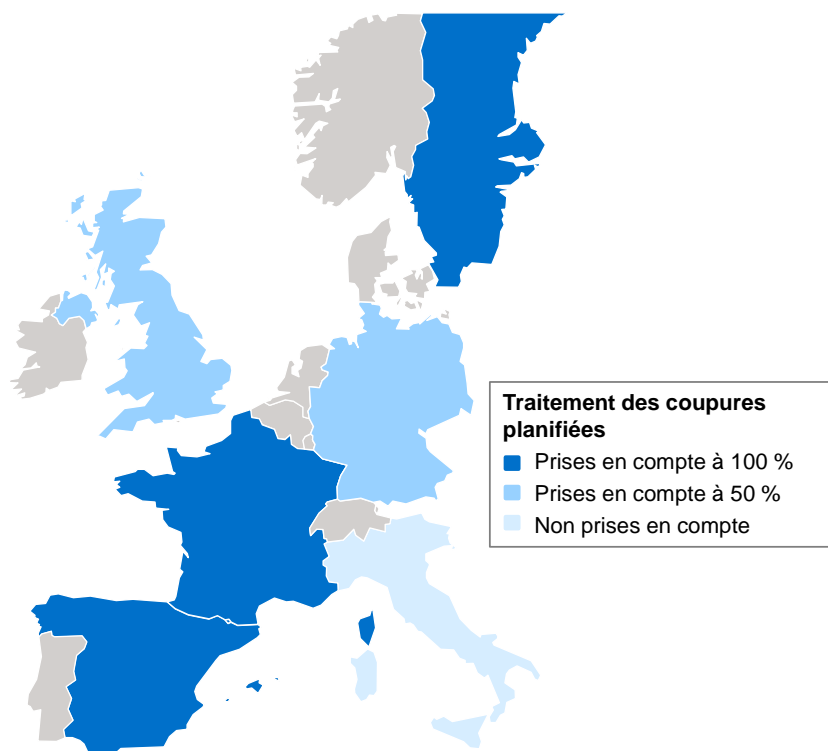 Traitement des coupures
planifiées
Prises en compte à 100 %
Prises en compte à 50 %
Non prises en compte